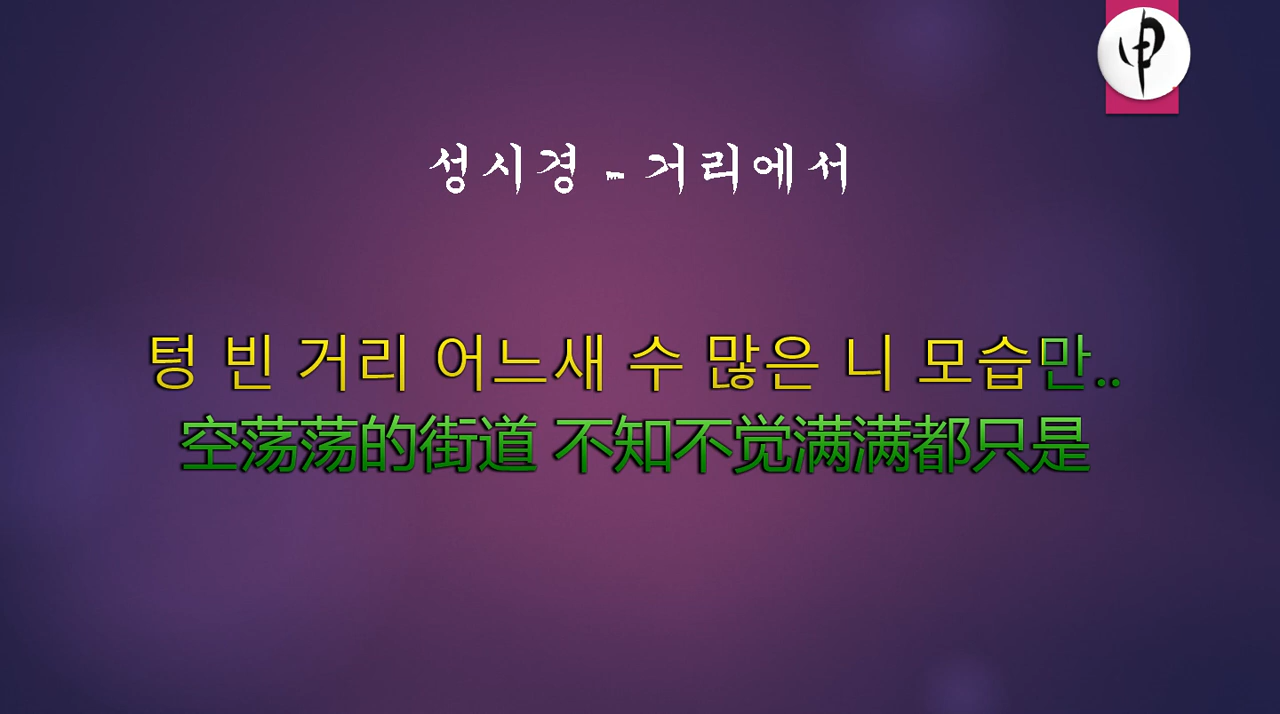 성시경 - 거리에서
텅 빈 거리 어느새 수 많은 니 모습만..
空荡荡的街道 不知不觉满满都只是